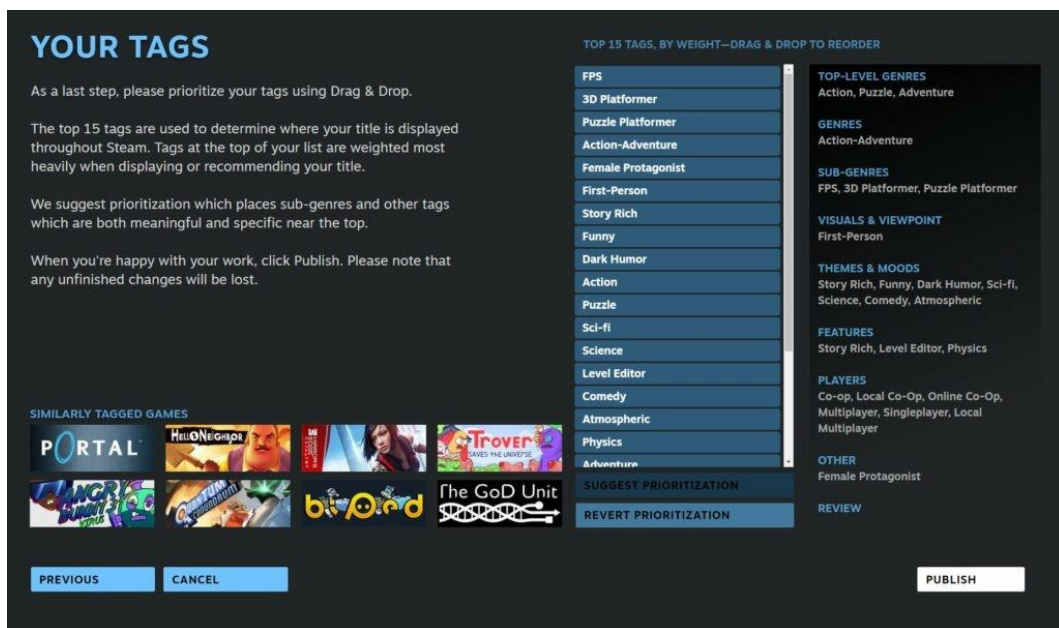 YOUR TAGS
As a last step, please prioritize your tags using Drag & Drop.
The top 15 tags are used to determine where your title is displayed
throughout Steam. Tags at the top of your list are weighted most
heavily when displaying or recommending your title.
We suggest prioritization which places sub-genres and other tags
which are both meaningful and specific near the top.
When you're happy with your work, click Publish. Please note that
any unfinished changes will be lost.
SIMILARLY TAGGED GAMES
PORTAL
HELLO NEIGHBOR
Trover
SAVES THE UNIVERSE
ANGRY
BUNNY 3
VIRUS
QUANTUM
CONUNDRUM
biped
The GoD Unit
TOP 15 TAGS, BY WEIGHT—DRAG & DROP TO REORDER
FPS
3D Platformer
Puzzle Platformer
Action-Adventure
Female Protagonist
First-Person
Story Rich
Funny
Dark Humor
Action
Puzzle
Sci-fi
Science
Level Editor
Comedy
Atmospheric
Physics
Adventure
SUGGEST PRIORITIZATION
REVERT PRIORITIZATION
TOP-LEVEL GENRES
Action, Puzzle, Adventure
GENRES
Action-Adventure
SUB-GENRES
FPS, 3D Platformer, Puzzle Platformer
VISUALS & VIEWPOINT
First-Person
THEMES & MOODS
Story Rich, Funny, Dark Humor, Sci-fi,
Science, Comedy, Atmospheric
FEATURES
Story Rich, Level Editor, Physics
PLAYERS
Co-op, Local Co-Op, Online Co-Op,
Multiplayer, Singleplayer, Local
Multiplayer
OTHER
Female Protagonist
REVIEW
PREVIOUS
CANCEL
PUBLISH